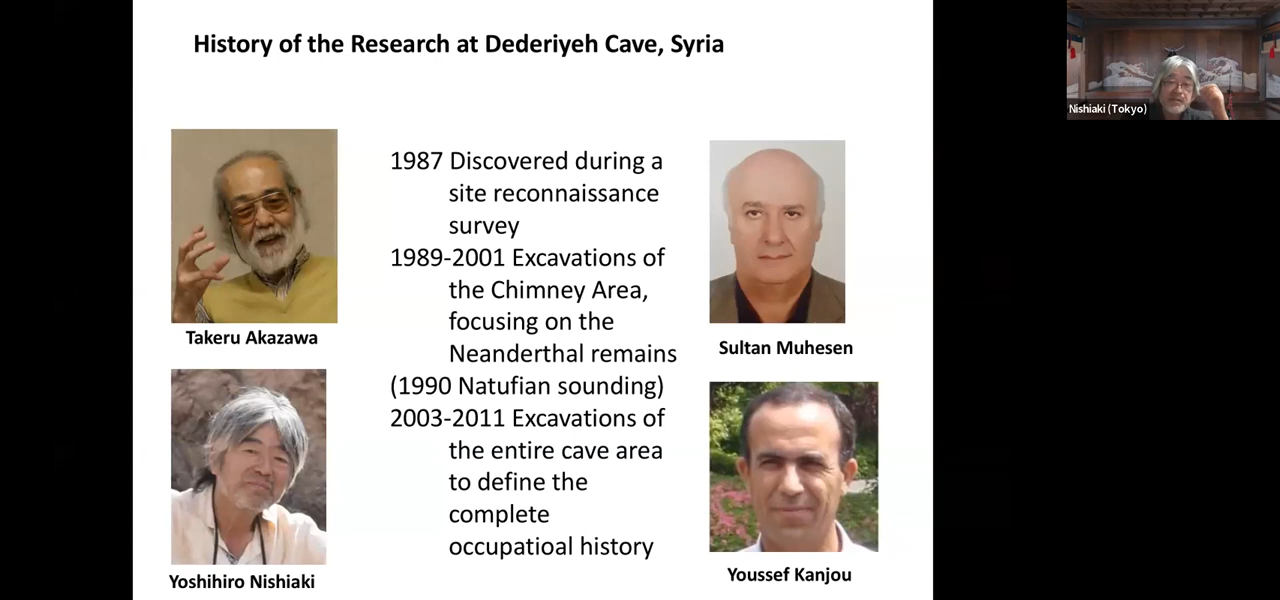 History of the Research at Dederiyeh Cave, Syria
Nishiaki (Tokyo)
1987 Discovered during a
site reconnaissance
survey
1989-2001 Excavations of
the Chimney Area,
focusing on the
Neanderthal remains
(1990 Natufian sounding)
2003-2011 Excavations of
the entire cave area
to define the
complete
occupatioal history
Takeru Akazawa
Sultan Muhesen
Yoshihiro Nishiaki
Youssef Kanjou